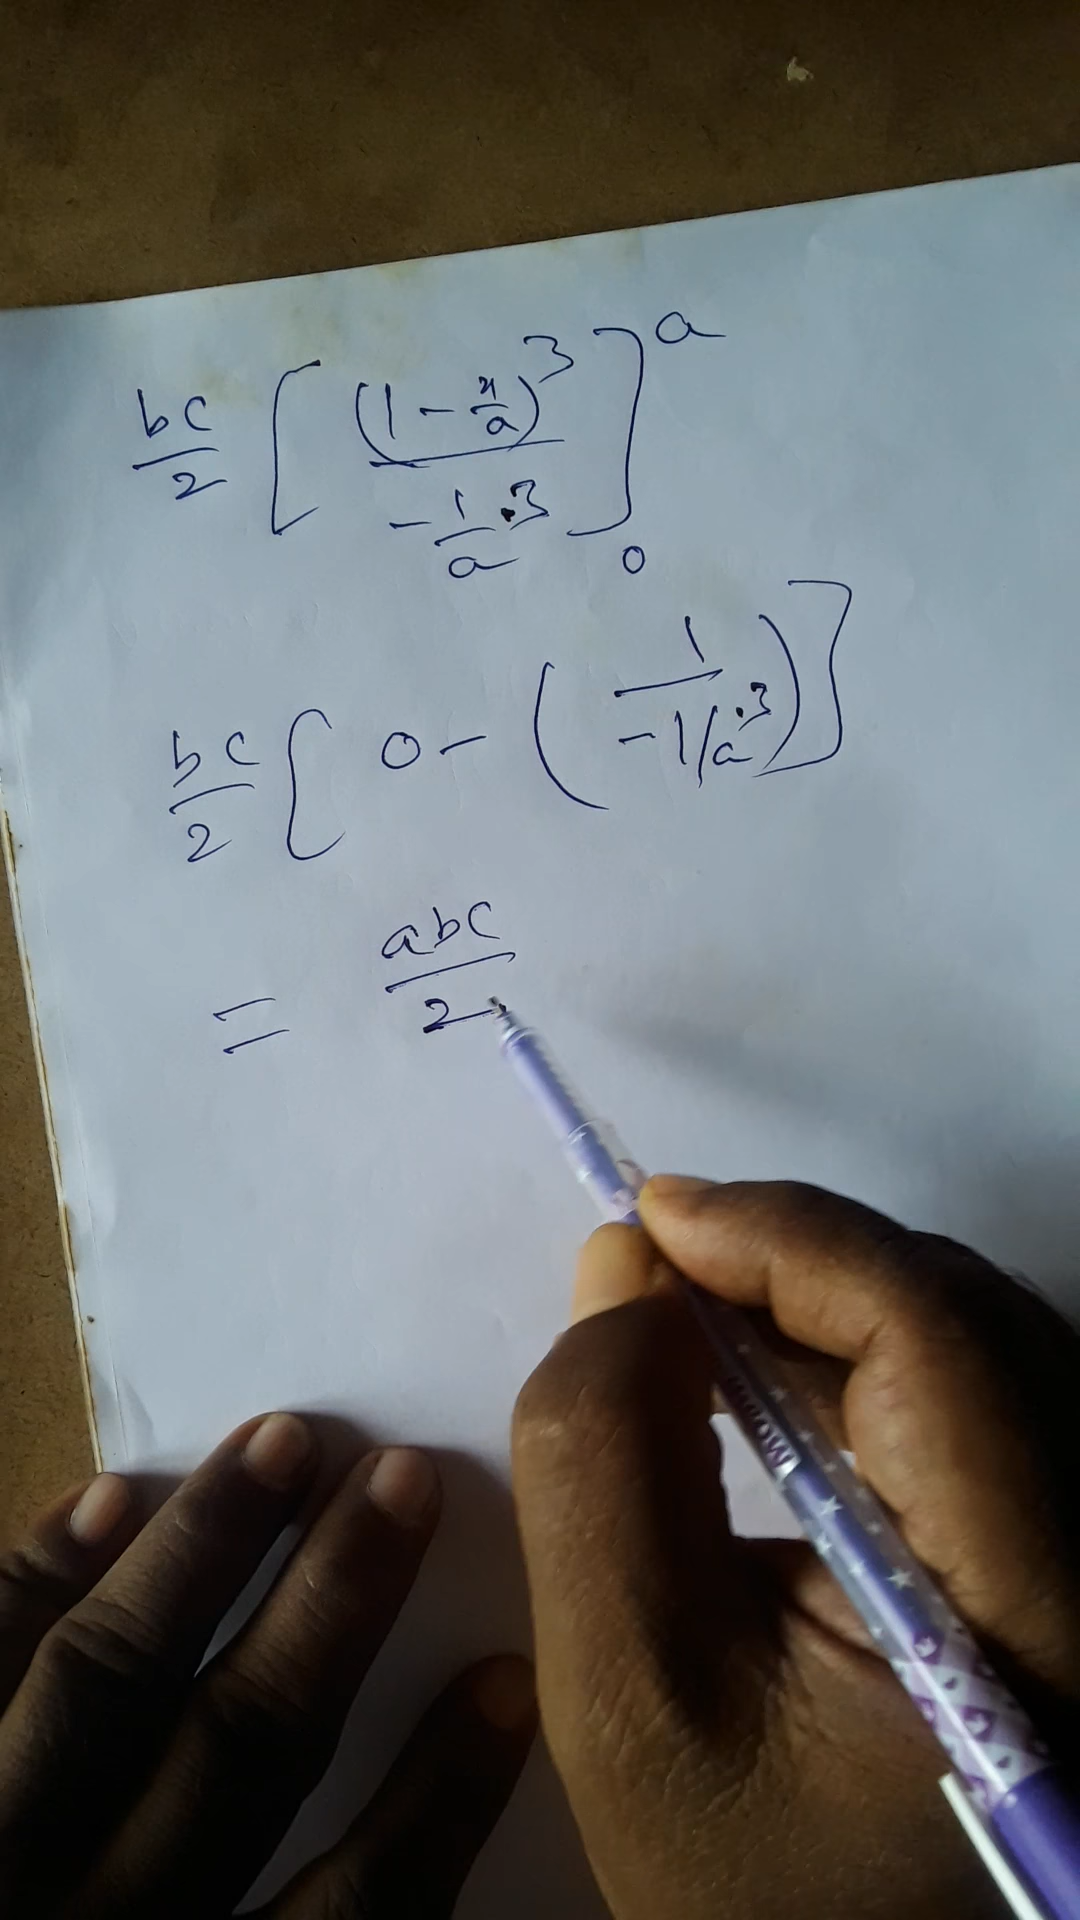 bc/2 [ (1 - x/a)^3 / (-1/a · 3) ]_0^a
bc/2 [ 0 - ( 1 / (-1/a · 3) ) ]
= abc/2